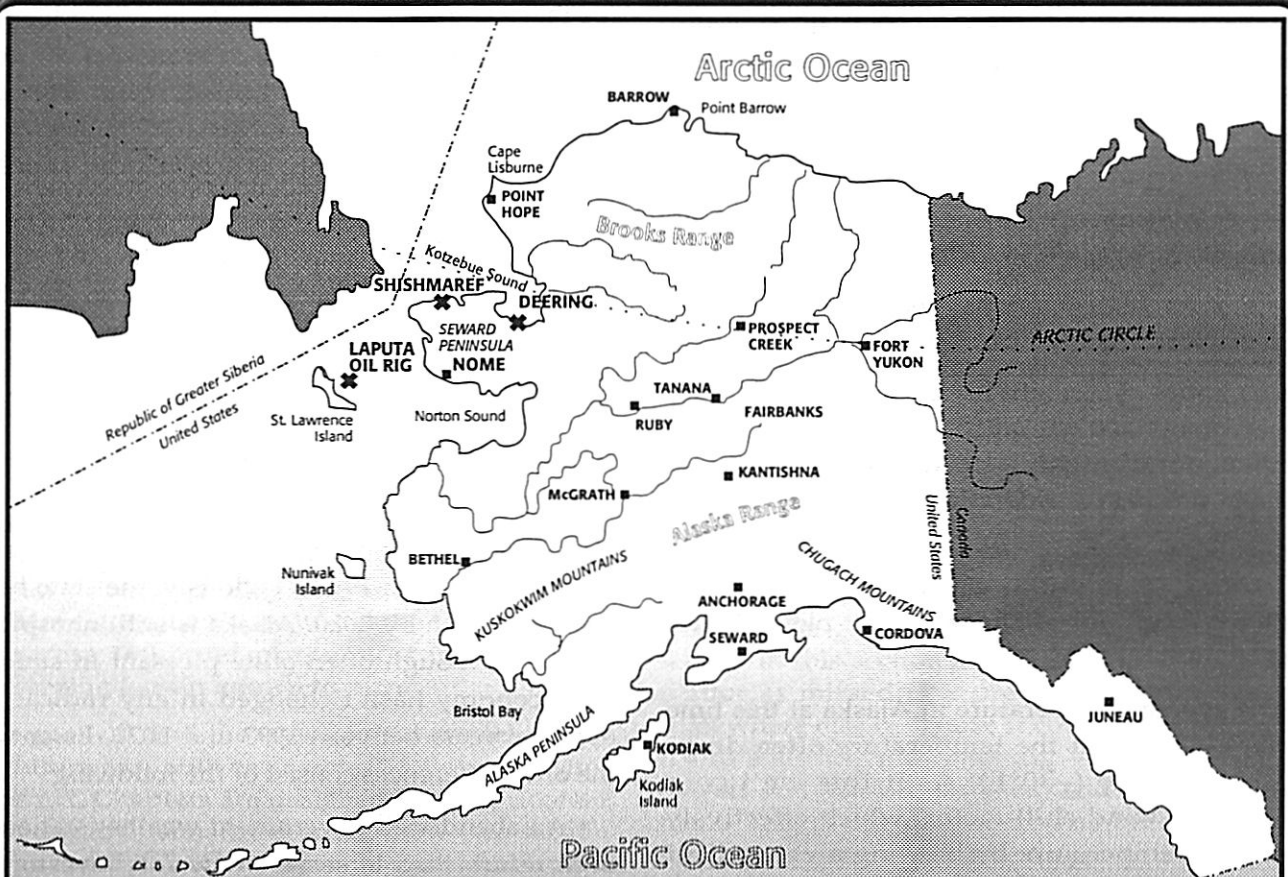 Arctic Ocean
BARROW
Point Barrow
Cape
Lisburne
POINT
HOPE
Brooks Range
Kotzebue Sound
SHISHMAREF
DEERING
SEWARD
PENINSULA
PROSPECT
CREEK
ARCTIC CIRCLE
FORT
YUKON
LAPUTA
OIL RIG
NOME
Republic of Greater Siberia
United States
St. Lawrence
Island
Norton Sound
TANANA
RUBY
FAIRBANKS
KANTISHNA
McGRATH
Alaska Range
United States
Canada
BETHEL
Nunivak
Island
KUSKOKWIM MOUNTAINS
CHUGACH MOUNTAINS
ANCHORAGE
SEWARD
CORDOVA
JUNEAU
Bristol Bay
ALASKA PENINSULA
KODIAK
Kodiak
Island
Pacific Ocean